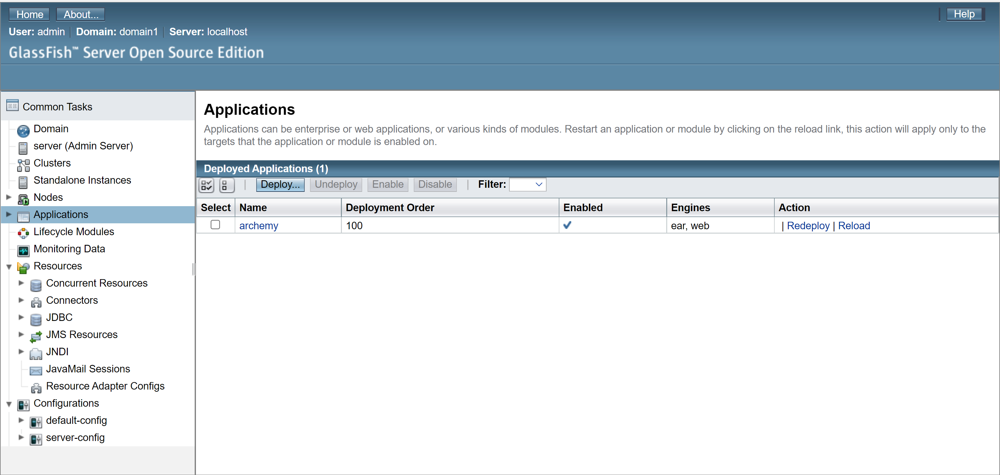 Home About... Help
User: admin Domain: domain1 Server: localhost
GlassFish™ Server Open Source Edition
Common Tasks
Domain
server (Admin Server)
Clusters
Standalone Instances
Nodes
Applications
Lifecycle Modules
Monitoring Data
Resources
Concurrent Resources
Connectors
JDBC
JMS Resources
JNDI
JavaMail Sessions
Resource Adapter Configs
Configurations
default-config
server-config
Applications
Applications can be enterprise or web applications, or various kinds of modules. Restart an application or module by clicking on the reload link, this action will apply only to the
targets that the application or module is enabled on.
Deployed Applications (1)
Deploy... Undeploy Enable Disable Filter:
Select Name Deployment Order Enabled Engines Action
archemy 100 ear, web | Redeploy | Reload